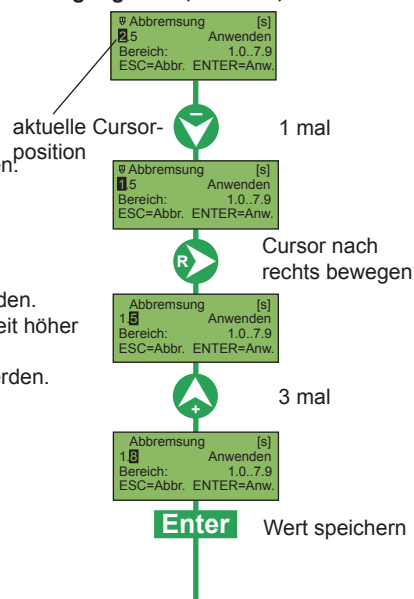 Abbremsung [s]
2.5 Anwenden
Bereich: 1.0..7.9
ESC=Abbr. ENTER=Anw.
aktuelle Cursor-
position
en.
−
1 mal
Abbremsung [s]
1.5 Anwenden
Bereich: 1.0..7.9
ESC=Abbr. ENTER=Anw.
R
Cursor nach
rechts bewegen
den.
eit höher
erden.
Abbremsung [s]
1.5 Anwenden
Bereich: 1.0..7.9
ESC=Abbr. ENTER=Anw.
+
3 mal
Abbremsung [s]
1.8 Anwenden
Bereich: 1.0..7.9
ESC=Abbr. ENTER=Anw.
Enter Wert speichern